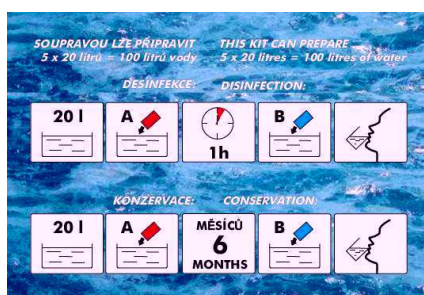 SOUPRAVOU LZE PŘIPRAVIT
5 x 20 litrů = 100 litrů vody
THIS KIT CAN PREPARE
5 x 20 litres = 100 litres of water
DESINFEKCE:
DISINFECTION:
20 l
A
1h
B
KONZERVACE:
CONSERVATION:
20 l
A
MĚSÍCŮ
6
MONTHS
B